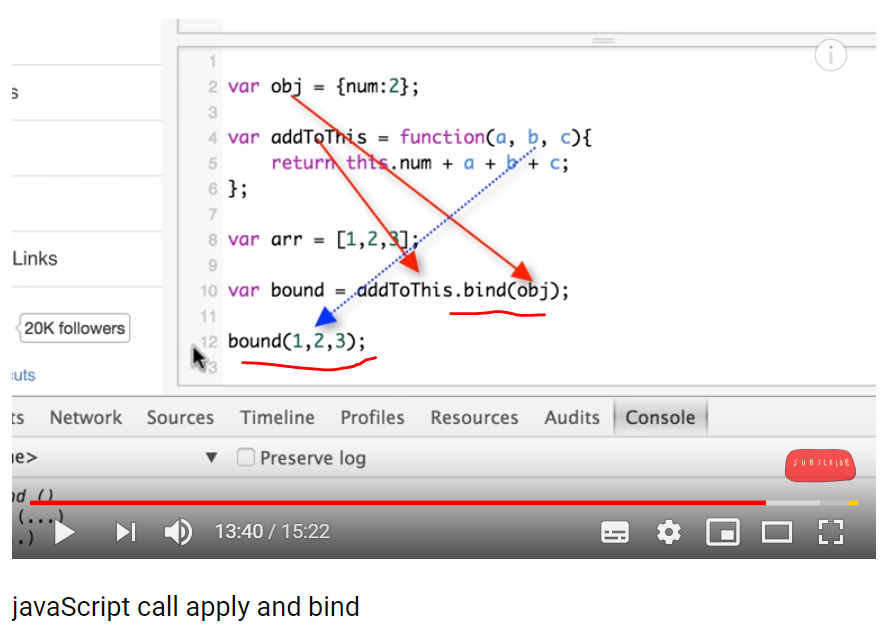 s
Links
20K followers
cuts
1
2 var obj = {num:2};
3
4 var addToThis = function(a, b, c){
5 return this.num + a + b + c;
6 };
7
8 var arr = [1,2,3];
9
10 var bound = addToThis.bind(obj);
11
12 bound(1,2,3);
13
i
ts Network Sources Timeline Profiles Resources Audits Console
ne> ▼ Preserve log
SUBSCRIBE
nd ()
(...)
.)
13:40 / 15:22
javaScript call apply and bind